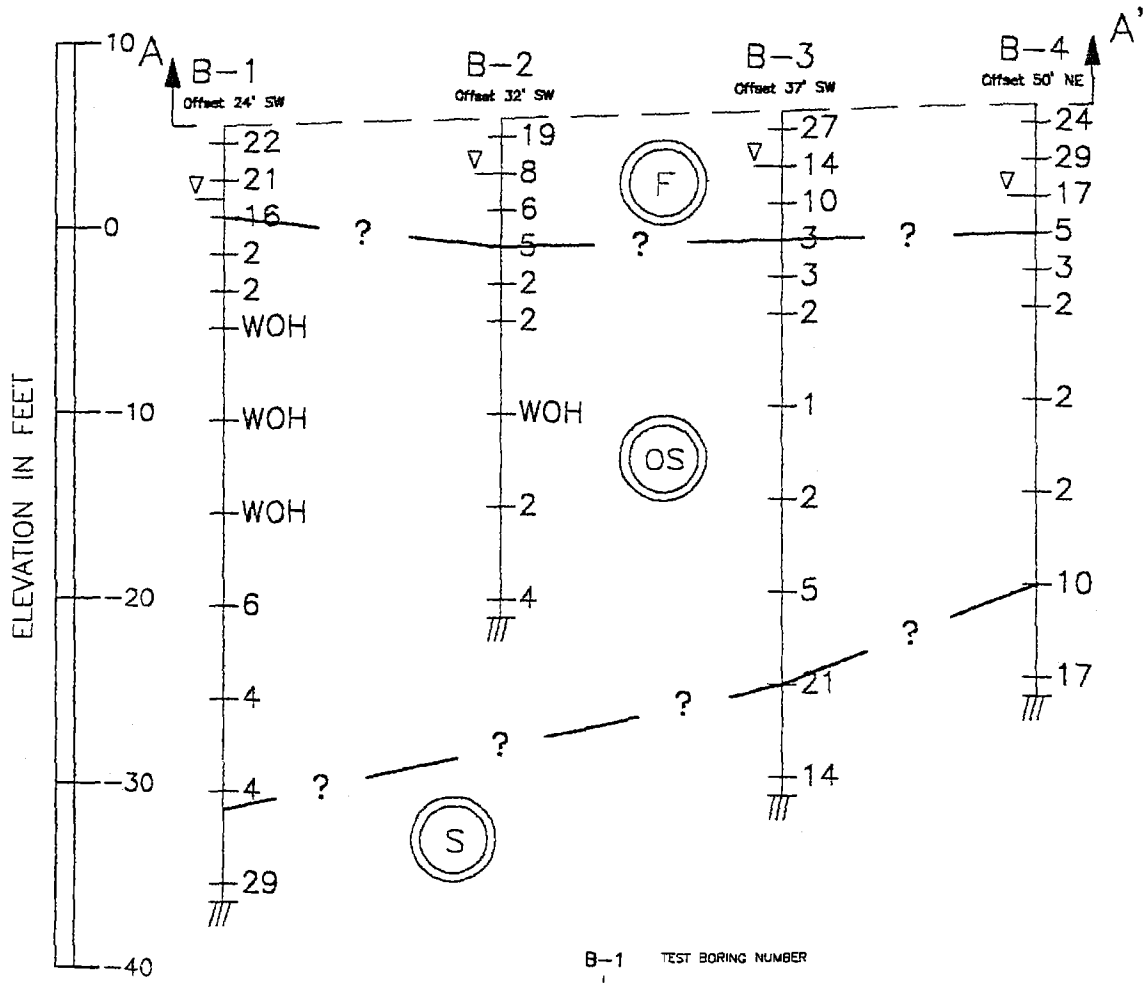 10
A
A'
B-1
Offset 24' SW
B-2
Offset 32' SW
B-3
Offset 37' SW
B-4
Offset 50' NE
22
21
16
2
2
WOH
WOH
WOH
6
4
4
29
19
8
6
5
2
2
WOH
2
4
27
14
10
3
3
2
1
2
5
21
14
24
29
17
5
3
2
2
2
10
17
F
0
? ? ?
ELEVATION IN FEET
-10
OS
-20
? ? ? ?
-30
S
-40
B-1 TEST BORING NUMBER